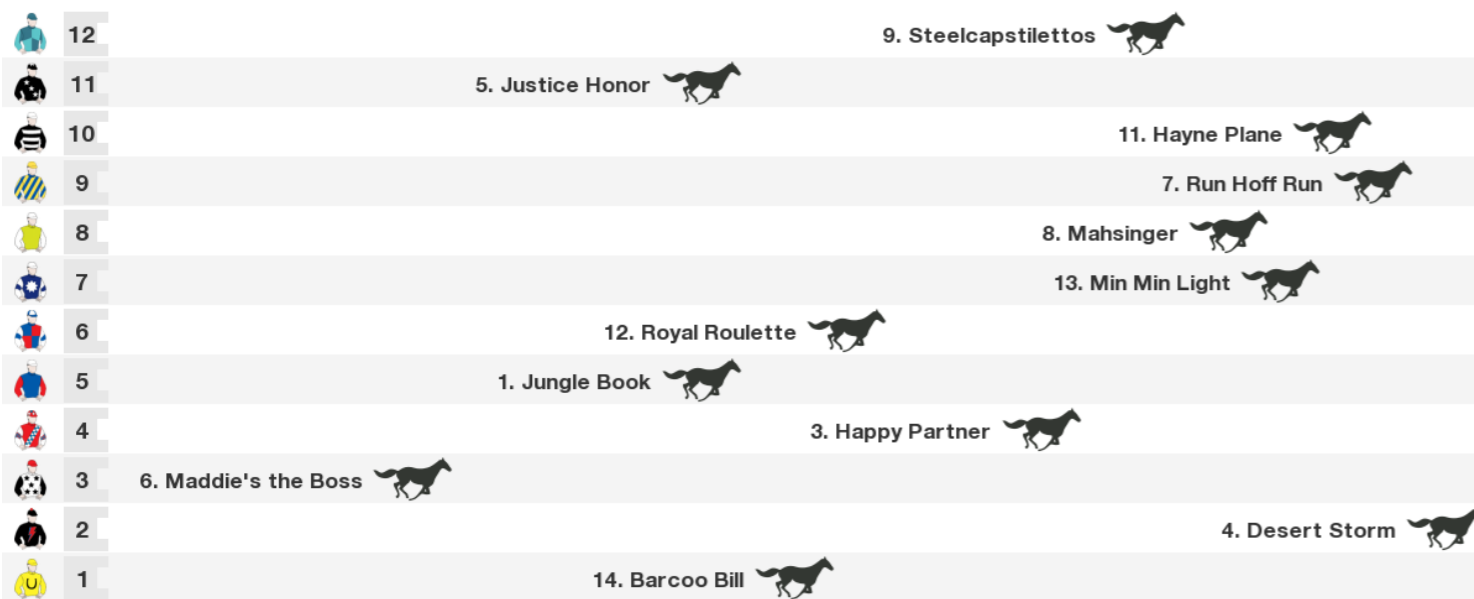 12 9. Steelcapstilettos
11 5. Justice Honor
10 11. Hayne Plane
9 7. Run Hoff Run
8 8. Mahsinger
7 13. Min Min Light
6 12. Royal Roulette
5 1. Jungle Book
4 3. Happy Partner
3 6. Maddie's the Boss
2 4. Desert Storm
U 1 14. Barcoo Bill